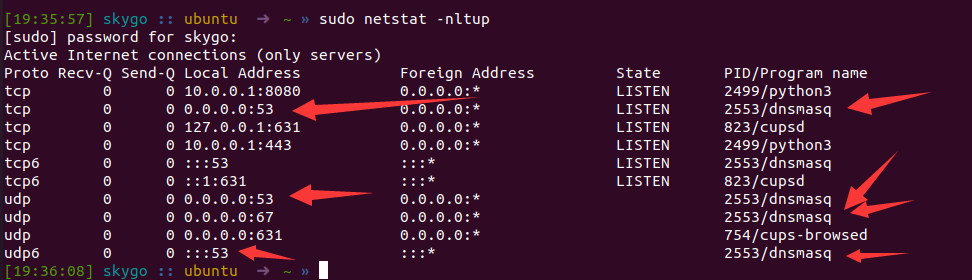 [19:35:57] skygo :: ubuntu ➜ ~ » sudo netstat -nltup
[sudo] password for skygo:
Active Internet connections (only servers)
Proto Recv-Q Send-Q Local Address Foreign Address State PID/Program name
tcp 0 0 10.0.0.1:8080 0.0.0.0:* LISTEN 2499/python3
tcp 0 0 0.0.0.0:53 0.0.0.0:* LISTEN 2553/dnsmasq
tcp 0 0 127.0.0.1:631 0.0.0.0:* LISTEN 823/cupsd
tcp 0 0 10.0.0.1:443 0.0.0.0:* LISTEN 2499/python3
tcp6 0 0 :::53 :::* LISTEN 2553/dnsmasq
tcp6 0 0 ::1:631 :::* LISTEN 823/cupsd
udp 0 0 0.0.0.0:53 0.0.0.0:* 2553/dnsmasq
udp 0 0 0.0.0.0:67 0.0.0.0:* 2553/dnsmasq
udp 0 0 0.0.0.0:631 0.0.0.0:* 754/cups-browsed
udp6 0 0 :::53 :::* 2553/dnsmasq
[19:36:08] skygo :: ubuntu ➜ ~ »